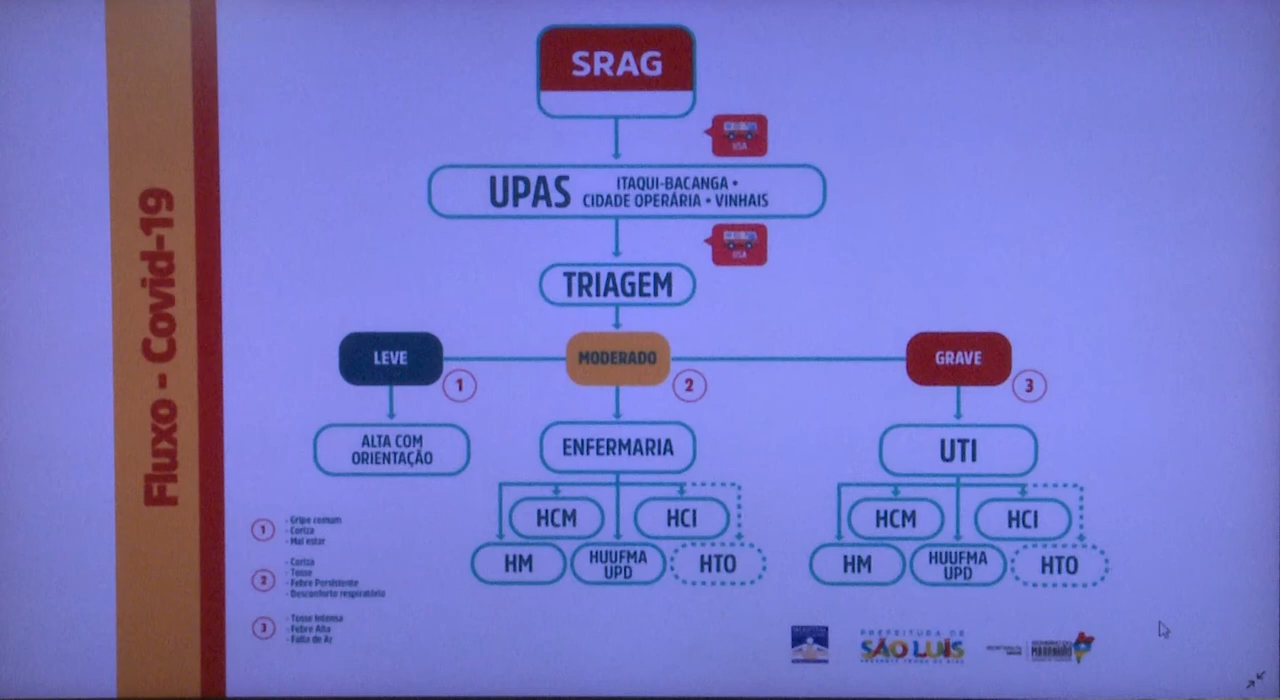 Fluxo - Covid-19
SRAG
USA
UPAS
ITAQUI-BACANGA •
CIDADE OPERÁRIA • VINHAIS
USA
TRIAGEM
LEVE
MODERADO
GRAVE
1
2
3
ALTA COM
ORIENTAÇÃO
ENFERMARIA
UTI
HCM
HCI
HM
HUUFMA
UPD
HTO
HCM
HCI
HM
HUUFMA
UPD
HTO
1
- Gripe comum
- Coriza
- Mal estar
2
- Coriza
- Tosse
- Febre Persistente
- Desconforto respiratório
3
- Tosse Intensa
- Febre Alta
- Falta de Ar
PREFEITURA DE
SÃO LUÍS
GOVERNO DO
MARANHÃO